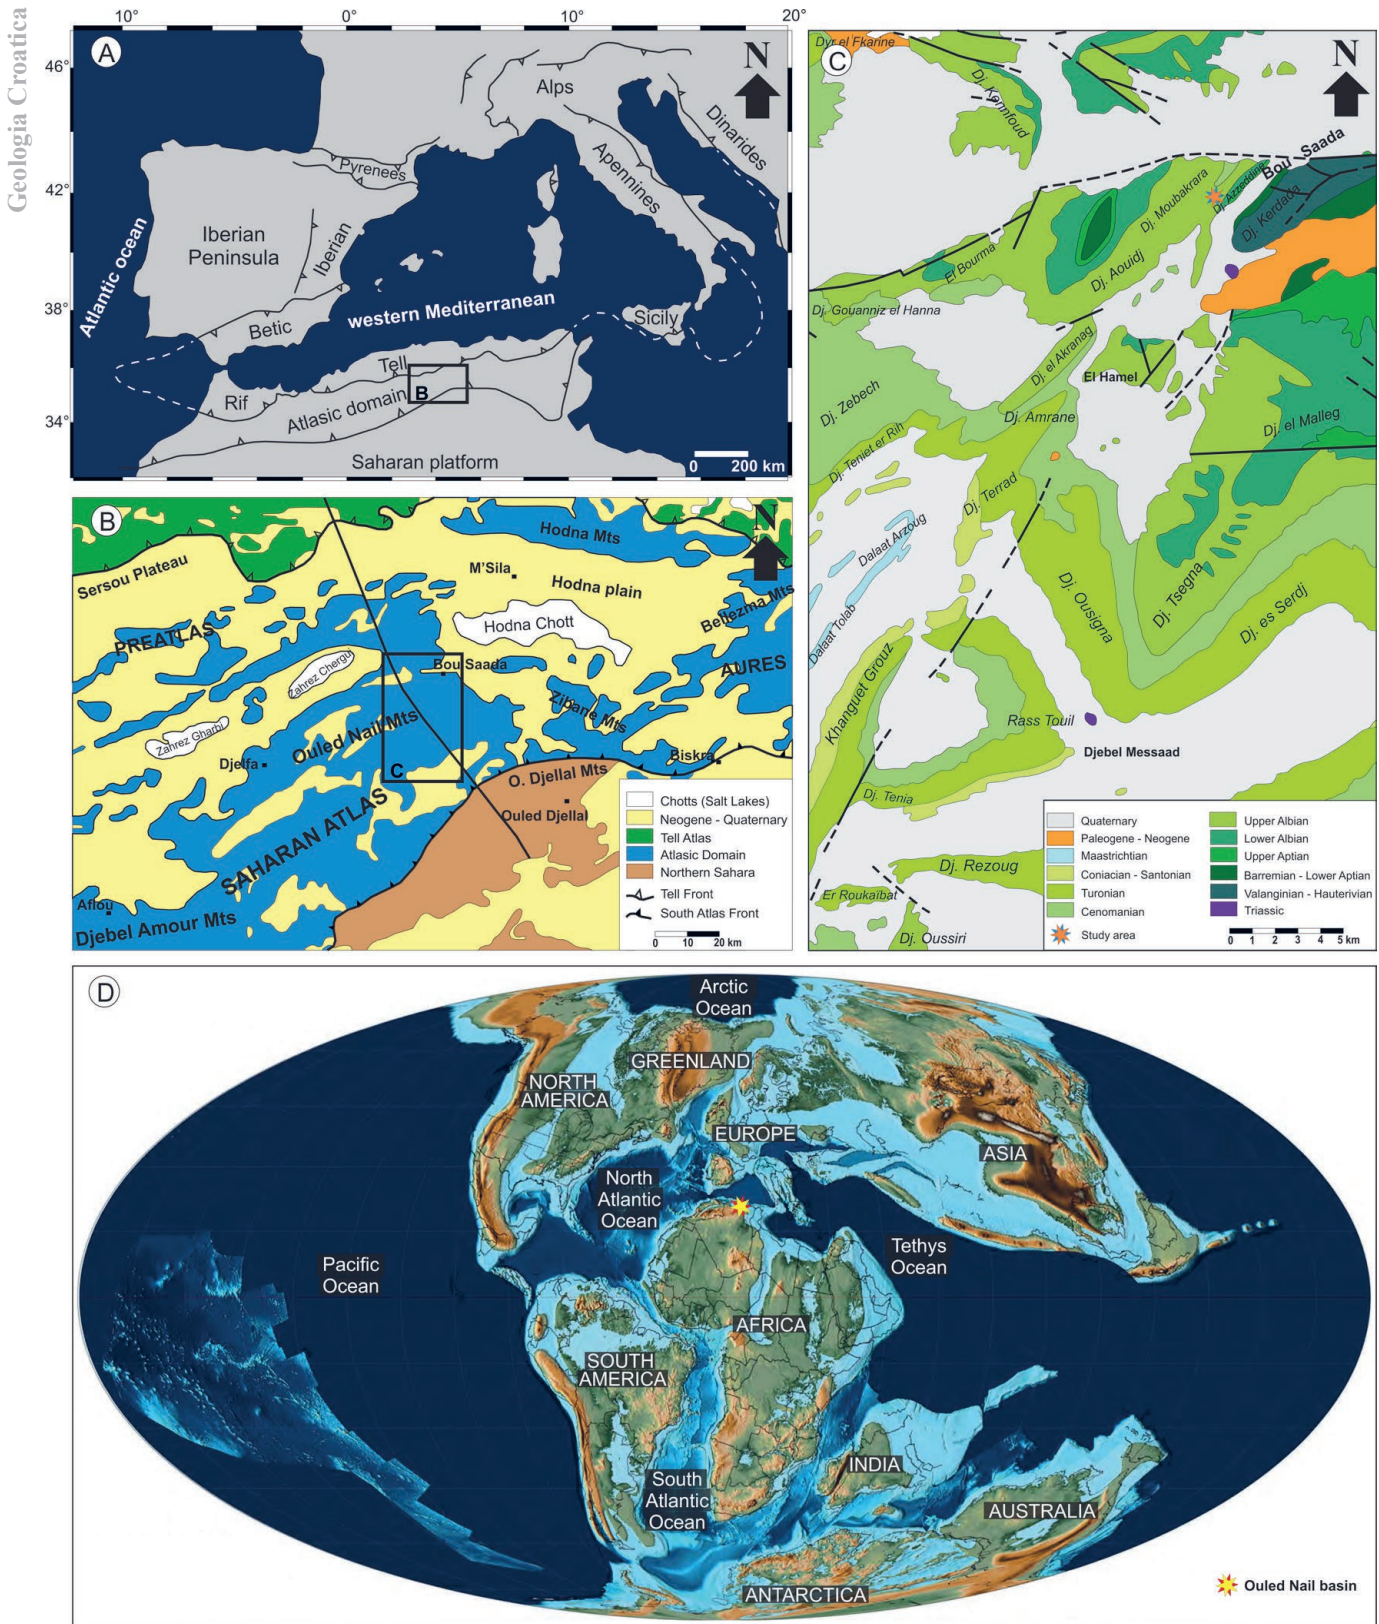 Geologia Croatica
10°
0°
10°
20°
46°
42°
38°
34°
A
N
Alps
Dinarides
Apennines
Pyrenees
Iberian
Peninsula
Iberian
Atlantic ocean
western Mediterranean
Betic
Sicily
Tell
B
Rif
Atlasic domain
Saharan platform
0 200 km
B
N
Hodna Mts
Sersou Plateau
M'Sila
Hodna plain
Bellezma Mts
PREATLAS
Hodna Chott
Zahrez Chergui
Bou Saada
AURES
Zahrez Gharbi
Ouled Nail Mts
Zibane Mts
Djelfa
C
Biskra
O. Djellal Mts
Ouled Djellal
SAHARAN ATLAS
Aflou
Djebel Amour Mts
Chotts (Salt Lakes)
Neogene - Quaternary
Tell Atlas
Atlasic Domain
Northern Sahara
Tell Front
South Atlas Front
0 10 20 km
C
N
Dyr el Fkarine
Dj. Kermfoud
Bou Saada
Dj. Moubakrara
Dj. Azzeddine
Dj. Kerdada
El Bourma
Dj. Aouidj
Dj. Gouanniz el Hanna
Dj. el Akranag
El Hamel
Dj. Zebech
Dj. Amrane
Dj. el Malleg
Dj. Teniet er Rih
Dj. Terrad
Dalaat Arzoug
Dj. Ousigna
Dj. Tsegna
Dj. es Serdj
Dalaat Tolab
Khanguet Grouz
Rass Touil
Djebel Messaad
Dj. Tenia
Dj. Rezoug
Er Roukaïbat
Dj. Oussiri
Quaternary
Paleogene - Neogene
Maastrichtian
Coniacian - Santonian
Turonian
Cenomanian
Study area
Upper Albian
Lower Albian
Upper Aptian
Barremian - Lower Aptian
Valanginian - Hauterivian
Triassic
0 1 2 3 4 5 km
D
Arctic
Ocean
GREENLAND
NORTH
AMERICA
EUROPE
ASIA
North
Atlantic
Ocean
Pacific
Ocean
Tethys
Ocean
AFRICA
SOUTH
AMERICA
INDIA
South
Atlantic
Ocean
AUSTRALIA
ANTARCTICA
Ouled Nail basin